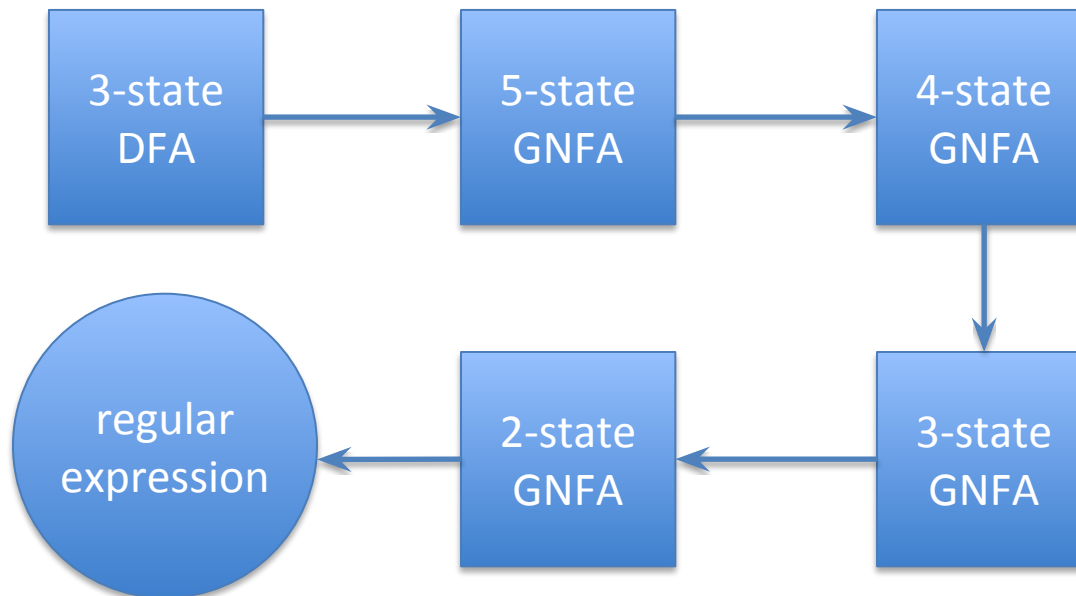 3-state
DFA
5-state
GNFA
4-state
GNFA
3-state
GNFA
2-state
GNFA
regular
expression